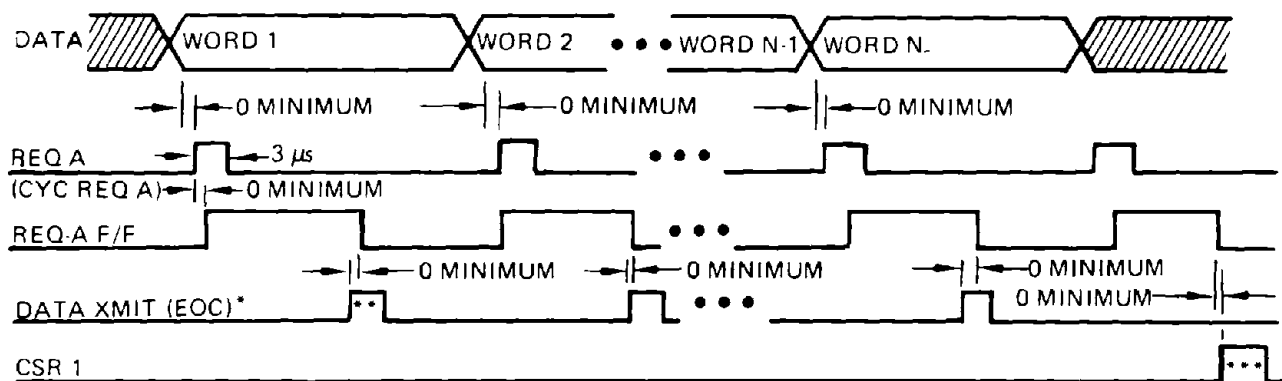 DATA WORD 1 WORD 2 • • • WORD N-1 WORD N
0 MINIMUM 0 MINIMUM 0 MINIMUM
REQ A 3 µs • • •
(CYC REQ A) 0 MINIMUM
REQ-A F/F • • •
0 MINIMUM 0 MINIMUM 0 MINIMUM
0 MINIMUM
DATA XMIT (EOC)* ** • • •
CSR 1 ***